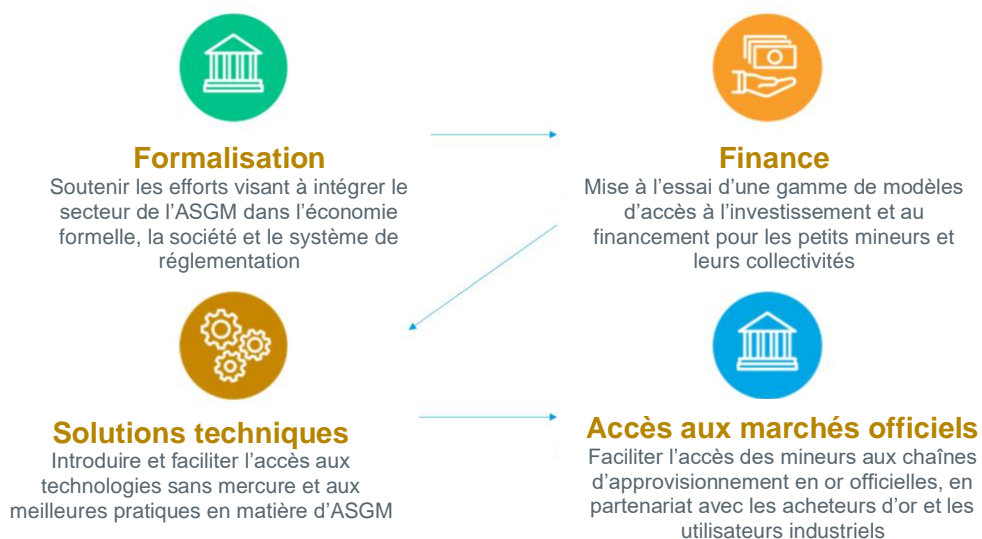 Formalisation
Soutenir les efforts visant à intégrer le
secteur de l’ASGM dans l’économie
formelle, la société et le système de
réglementation
Finance
Mise à l’essai d’une gamme de modèles
d’accès à l’investissement et au
financement pour les petits mineurs et
leurs collectivités
Solutions techniques
Introduire et faciliter l’accès aux
technologies sans mercure et aux
meilleures pratiques en matière d’ASGM
Accès aux marchés officiels
Faciliter l’accès des mineurs aux chaînes
d’approvisionnement en or officielles, en
partenariat avec les acheteurs d’or et les
utilisateurs industriels